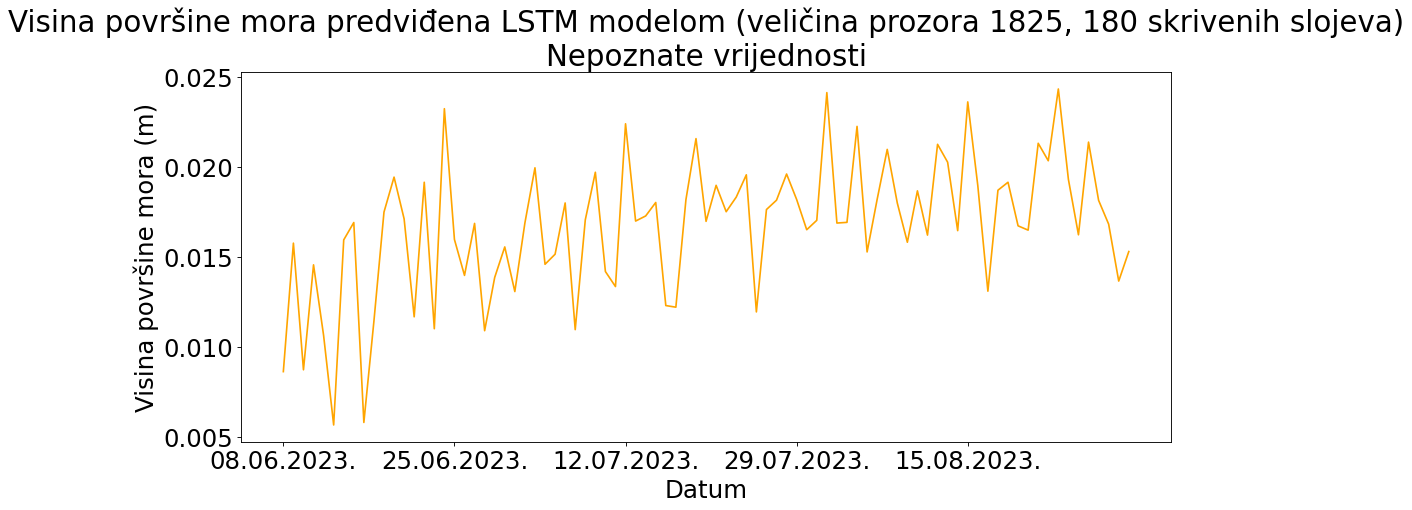 Visina površine mora predviđena LSTM modelom (veličina prozora 1825, 180 skrivenih slojeva)
Nepoznate vrijednosti
Visina površine mora (m)
0.025
0.020
0.015
0.010
0.005
08.06.2023. 25.06.2023. 12.07.2023. 29.07.2023. 15.08.2023.
Datum